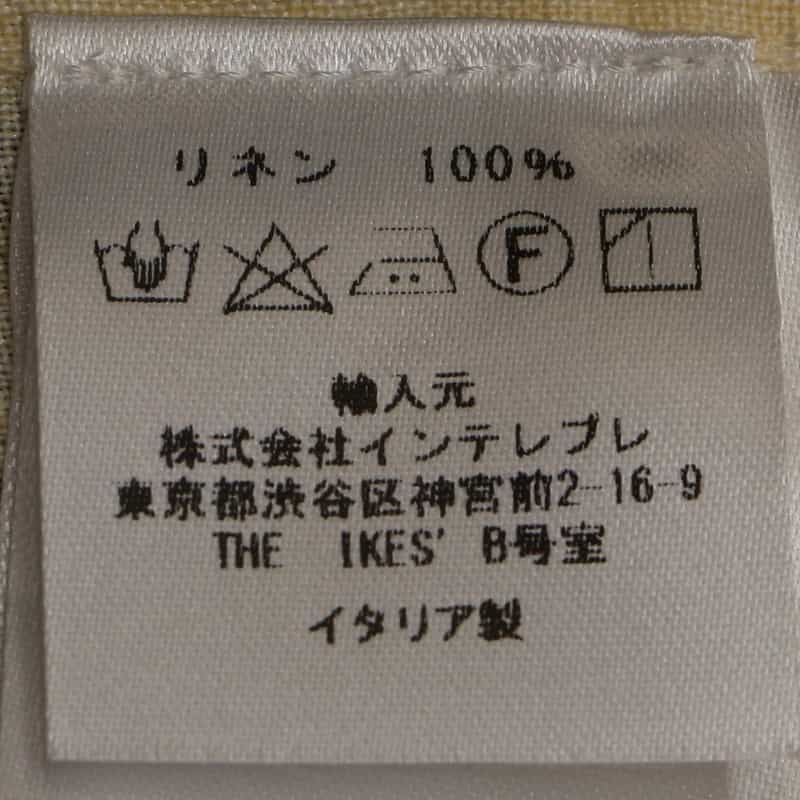 リネン　100%
F
輸入元
株式会社インテレプレ
東京都渋谷区神宮前2-16-9
THE　IKES' B号室
イタリア製